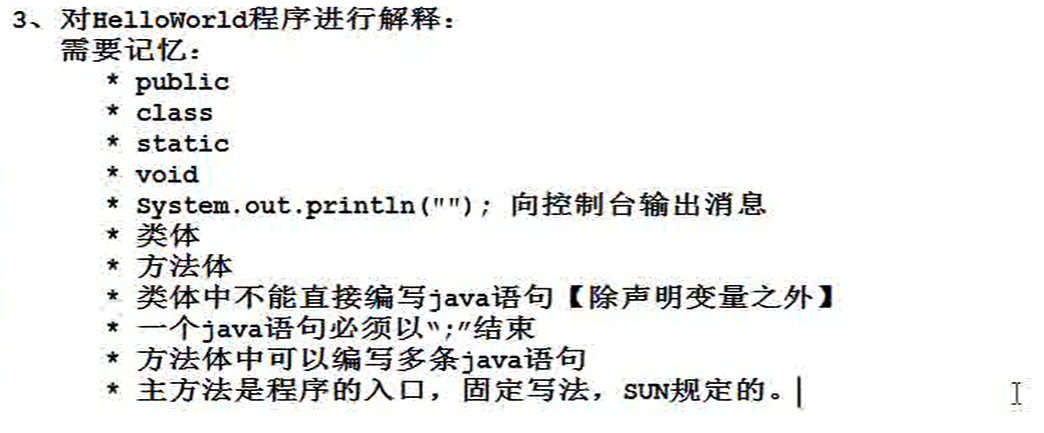 3、对HelloWorld程序进行解释：
需要记忆：
* public
* class
* static
* void
* System.out.println(""); 向控制台输出消息
* 类体
* 方法体
* 类体中不能直接编写java语句【除声明变量之外】
* 一个java语句必须以“;”结束
* 方法体中可以编写多条java语句
* 主方法是程序的入口，固定写法，SUN规定的。